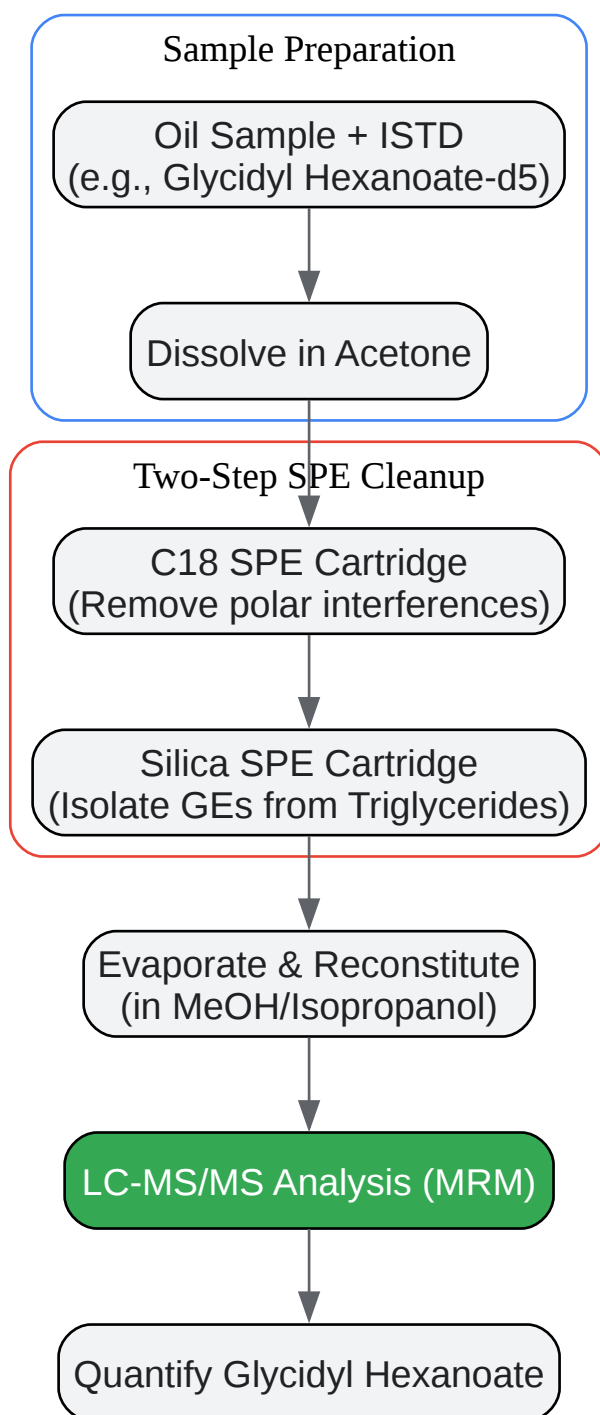 Sample Preparation
Oil Sample + ISTD
(e.g., Glycidyl Hexanoate-d5)
Dissolve in Acetone
Two-Step SPE Cleanup
C18 SPE Cartridge
(Remove polar interferences)
Silica SPE Cartridge
(Isolate GEs from Triglycerides)
Evaporate & Reconstitute
(in MeOH/Isopropanol)
LC-MS/MS Analysis (MRM)
Quantify Glycidyl Hexanoate